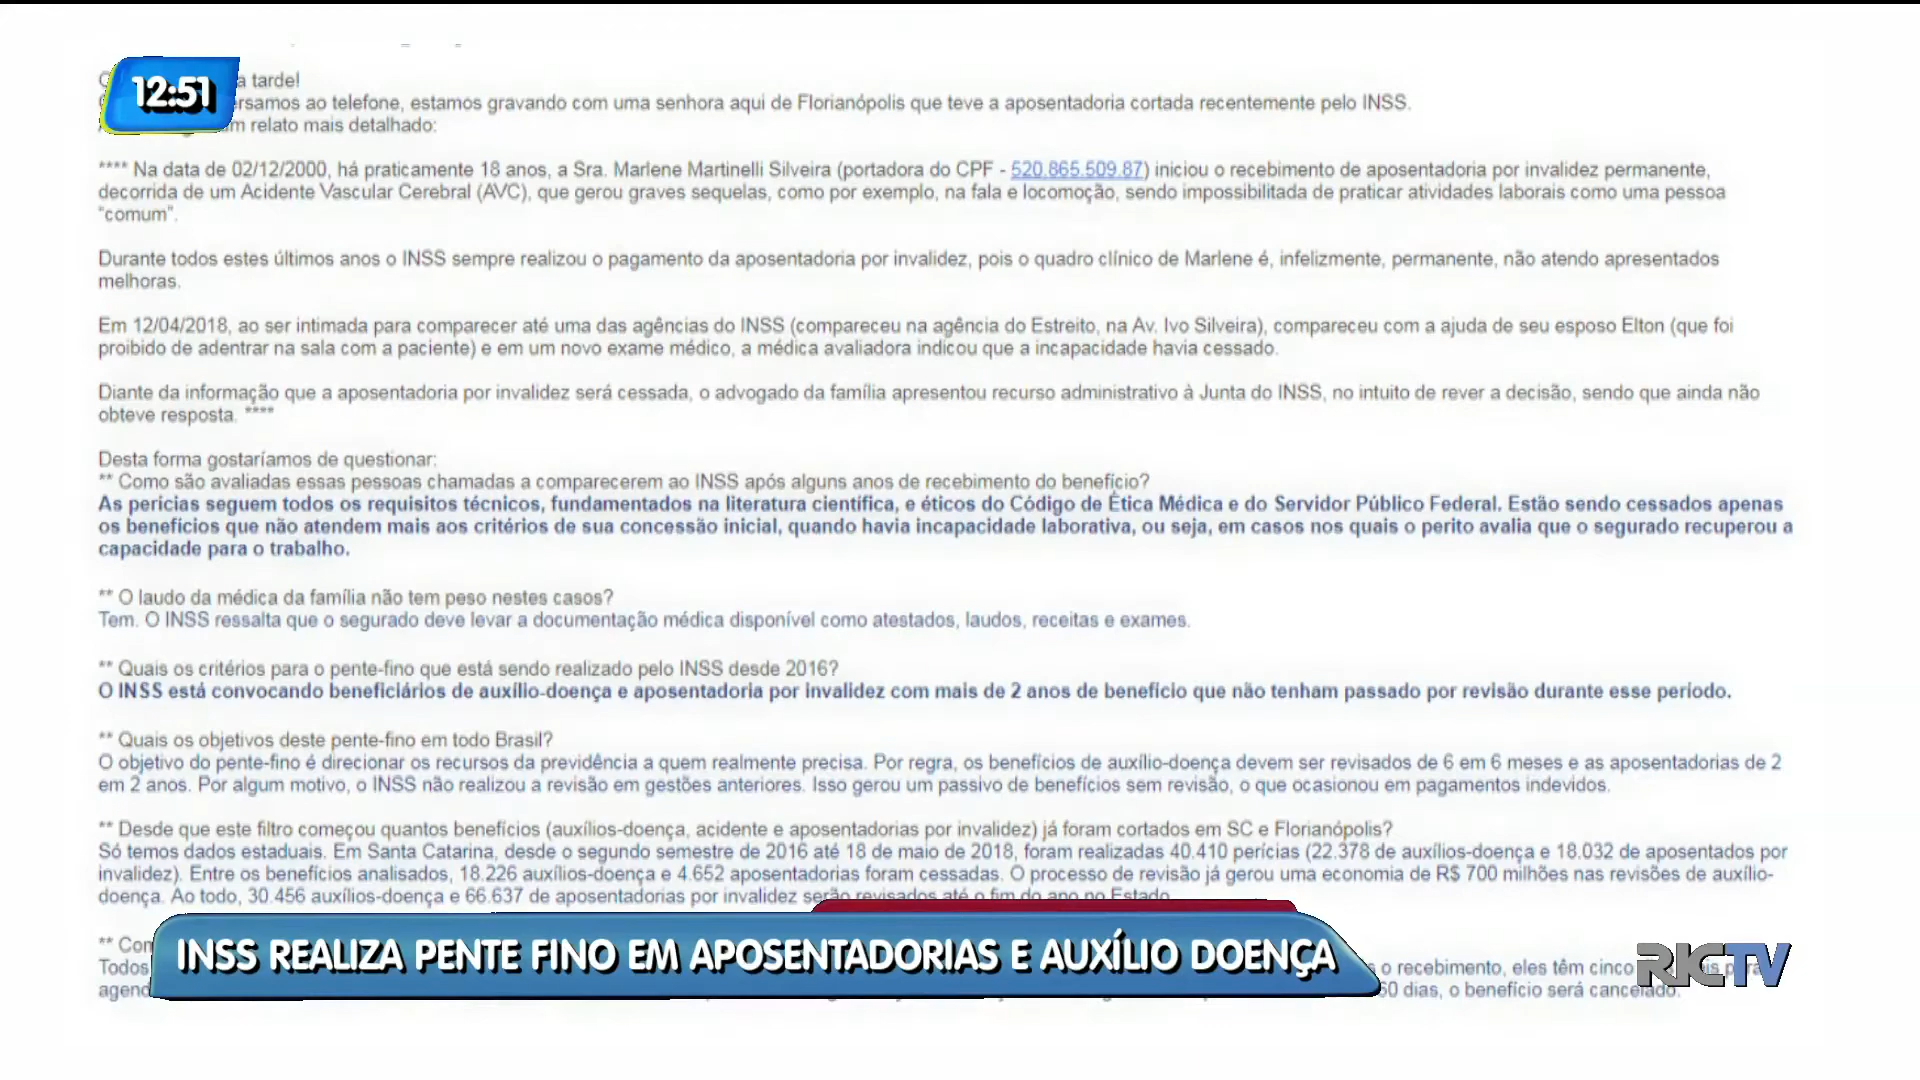 12:51
a tarde!
rsamos ao telefone, estamos gravando com uma senhora aqui de Florianópolis que teve a aposentadoria cortada recentemente pelo INSS.
m relato mais detalhado:
**** Na data de 02/12/2000, há praticamente 18 anos, a Sra. Marlene Martinelli Silveira (portadora do CPF - 520.865.509.87) iniciou o recebimento de aposentadoria por invalidez permanente,
decorrida de um Acidente Vascular Cerebral (AVC), que gerou graves sequelas, como por exemplo, na fala e locomoção, sendo impossibilitada de praticar atividades laborais como uma pessoa
"comum".
Durante todos estes últimos anos o INSS sempre realizou o pagamento da aposentadoria por invalidez, pois o quadro clínico de Marlene é, infelizmente, permanente, não atendo apresentados
melhoras.
Em 12/04/2018, ao ser intimada para comparecer até uma das agências do INSS (compareceu na agência do Estreito, na Av. Ivo Silveira), compareceu com a ajuda de seu esposo Elton (que foi
proibido de adentrar na sala com a paciente) e em um novo exame médico, a médica avaliadora indicou que a incapacidade havia cessado.
Diante da informação que a aposentadoria por invalidez será cessada, o advogado da família apresentou recurso administrativo à Junta do INSS, no intuito de rever a decisão, sendo que ainda não
obteve resposta. ****
Desta forma gostaríamos de questionar:
** Como são avaliadas essas pessoas chamadas a comparecerem ao INSS após alguns anos de recebimento do benefício?
As perícias seguem todos os requisitos técnicos, fundamentados na literatura científica, e éticos do Código de Ética Médica e do Servidor Público Federal. Estão sendo cessados apenas
os benefícios que não atendem mais aos critérios de sua concessão inicial, quando havia incapacidade laborativa, ou seja, em casos nos quais o perito avalia que o segurado recuperou a
capacidade para o trabalho.
** O laudo da médica da família não tem peso nestes casos?
Tem. O INSS ressalta que o segurado deve levar a documentação médica disponível como atestados, laudos, receitas e exames.
** Quais os critérios para o pente-fino que está sendo realizado pelo INSS desde 2016?
O INSS está convocando beneficiários de auxílio-doença e aposentadoria por invalidez com mais de 2 anos de benefício que não tenham passado por revisão durante esse período.
** Quais os objetivos deste pente-fino em todo Brasil?
O objetivo do pente-fino é direcionar os recursos da previdência a quem realmente precisa. Por regra, os benefícios de auxílio-doença devem ser revisados de 6 em 6 meses e as aposentadorias de 2
em 2 anos. Por algum motivo, o INSS não realizou a revisão em gestões anteriores. Isso gerou um passivo de benefícios sem revisão, o que ocasionou em pagamentos indevidos.
** Desde que este filtro começou quantos benefícios (auxílios-doença, acidente e aposentadorias por invalidez) já foram cortados em SC e Florianópolis?
Só temos dados estaduais. Em Santa Catarina, desde o segundo semestre de 2016 até 18 de maio de 2018, foram realizadas 40.410 perícias (22.378 de auxílios-doença e 18.032 de aposentados por
invalidez). Entre os benefícios analisados, 18.226 auxílios-doença e 4.652 aposentadorias foram cessadas. O processo de revisão já gerou uma economia de R$ 700 milhões nas revisões de auxílio-
doença. Ao todo, 30.456 auxílios-doença e 66.637 de aposentadorias por invalidez serão revisados até o fim do ano no Estado
** Com
Todos o recebimento, eles têm cinco
agend 60 dias, o benefício será cancelado.
INSS REALIZA PENTE FINO EM APOSENTADORIAS E AUXÍLIO DOENÇA
RICTV